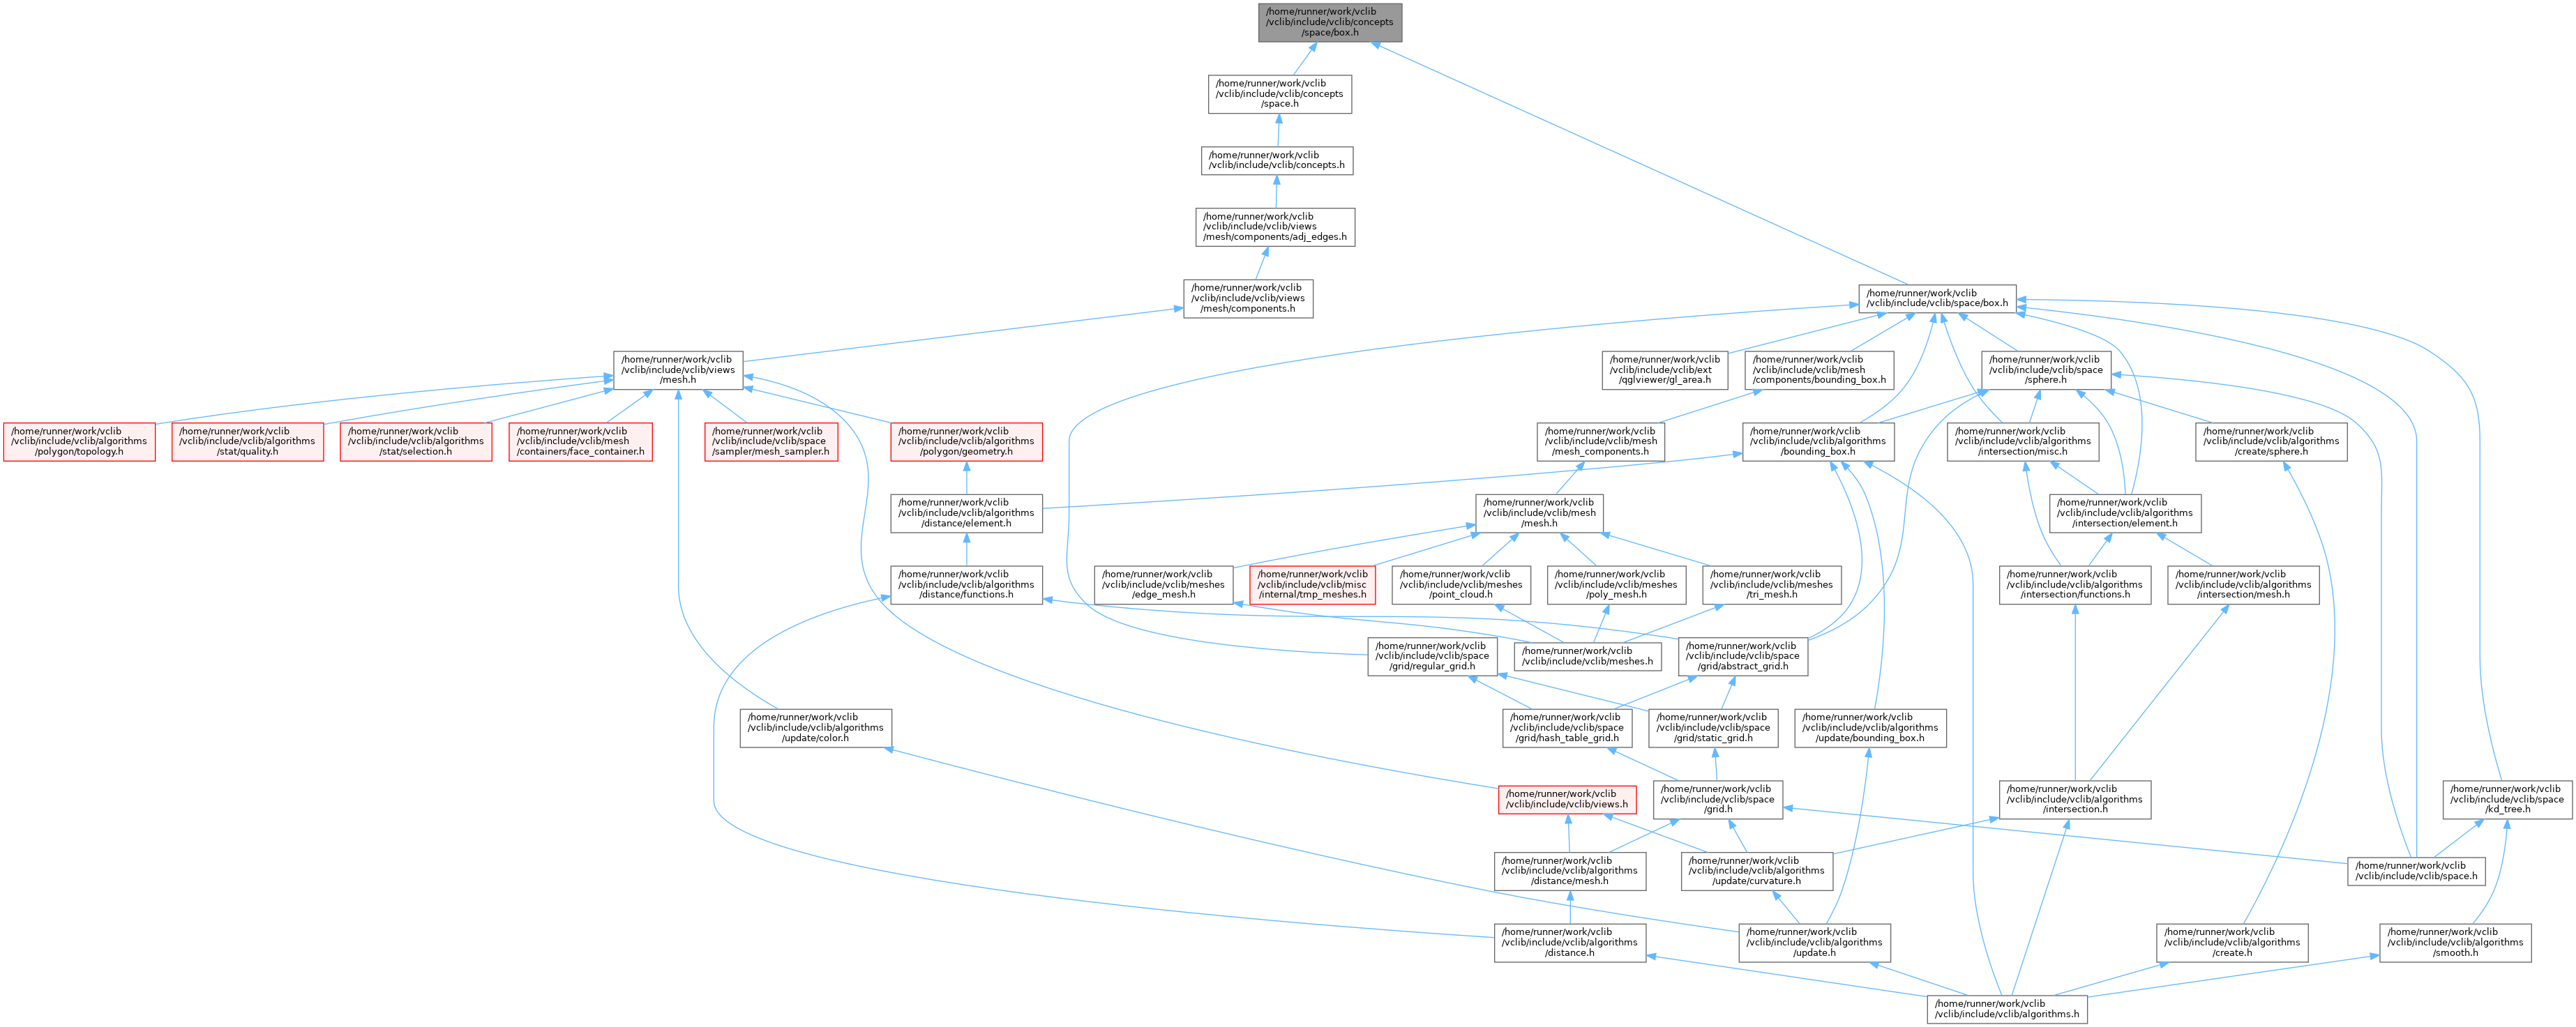 /home/runner/work/vclib
/vclib/include/vclib/concepts
/space/box.h
/home/runner/work/vclib
/vclib/include/vclib/concepts
/space.h
/home/runner/work/vclib
/vclib/include/vclib/concepts.h
/home/runner/work/vclib
/vclib/include/vclib/views
/mesh/components/adj_edges.h
/home/runner/work/vclib
/vclib/include/vclib/views
/mesh/components.h
/home/runner/work/vclib
/vclib/include/vclib/space/box.h
/home/runner/work/vclib
/vclib/include/vclib/views
/mesh.h
/home/runner/work/vclib
/vclib/include/vclib/ext
/qglviewer/gl_area.h
/home/runner/work/vclib
/vclib/include/vclib/mesh
/components/bounding_box.h
/home/runner/work/vclib
/vclib/include/vclib/space
/sphere.h
/home/runner/work/vclib
/vclib/include/vclib/algorithms
/polygon/topology.h
/home/runner/work/vclib
/vclib/include/vclib/algorithms
/stat/quality.h
/home/runner/work/vclib
/vclib/include/vclib/algorithms
/stat/selection.h
/home/runner/work/vclib
/vclib/include/vclib/mesh
/containers/face_container.h
/home/runner/work/vclib
/vclib/include/vclib/space
/sampler/mesh_sampler.h
/home/runner/work/vclib
/vclib/include/vclib/algorithms
/polygon/geometry.h
/home/runner/work/vclib
/vclib/include/vclib/mesh
/mesh_components.h
/home/runner/work/vclib
/vclib/include/vclib/algorithms
/bounding_box.h
/home/runner/work/vclib
/vclib/include/vclib/algorithms
/intersection/misc.h
/home/runner/work/vclib
/vclib/include/vclib/algorithms
/create/sphere.h
/home/runner/work/vclib
/vclib/include/vclib/algorithms
/distance/element.h
/home/runner/work/vclib
/vclib/include/vclib/mesh
/mesh.h
/home/runner/work/vclib
/vclib/include/vclib/algorithms
/intersection/element.h
/home/runner/work/vclib
/vclib/include/vclib/algorithms
/distance/functions.h
/home/runner/work/vclib
/vclib/include/vclib/meshes
/edge_mesh.h
/home/runner/work/vclib
/vclib/include/vclib/misc
/internal/tmp_meshes.h
/home/runner/work/vclib
/vclib/include/vclib/meshes
/point_cloud.h
/home/runner/work/vclib
/vclib/include/vclib/meshes
/poly_mesh.h
/home/runner/work/vclib
/vclib/include/vclib/meshes
/tri_mesh.h
/home/runner/work/vclib
/vclib/include/vclib/algorithms
/intersection/functions.h
/home/runner/work/vclib
/vclib/include/vclib/algorithms
/intersection/mesh.h
/home/runner/work/vclib
/vclib/include/vclib/space
/grid/regular_grid.h
/home/runner/work/vclib
/vclib/include/vclib/meshes.h
/home/runner/work/vclib
/vclib/include/vclib/space
/grid/abstract_grid.h
/home/runner/work/vclib
/vclib/include/vclib/algorithms
/update/color.h
/home/runner/work/vclib
/vclib/include/vclib/space
/grid/hash_table_grid.h
/home/runner/work/vclib
/vclib/include/vclib/space
/grid/static_grid.h
/home/runner/work/vclib
/vclib/include/vclib/algorithms
/update/bounding_box.h
/home/runner/work/vclib
/vclib/include/vclib/views.h
/home/runner/work/vclib
/vclib/include/vclib/space
/grid.h
/home/runner/work/vclib
/vclib/include/vclib/algorithms
/intersection.h
/home/runner/work/vclib
/vclib/include/vclib/space
/kd_tree.h
/home/runner/work/vclib
/vclib/include/vclib/algorithms
/distance/mesh.h
/home/runner/work/vclib
/vclib/include/vclib/algorithms
/update/curvature.h
/home/runner/work/vclib
/vclib/include/vclib/space.h
/home/runner/work/vclib
/vclib/include/vclib/algorithms
/distance.h
/home/runner/work/vclib
/vclib/include/vclib/algorithms
/update.h
/home/runner/work/vclib
/vclib/include/vclib/algorithms
/create.h
/home/runner/work/vclib
/vclib/include/vclib/algorithms
/smooth.h
/home/runner/work/vclib
/vclib/include/vclib/algorithms.h